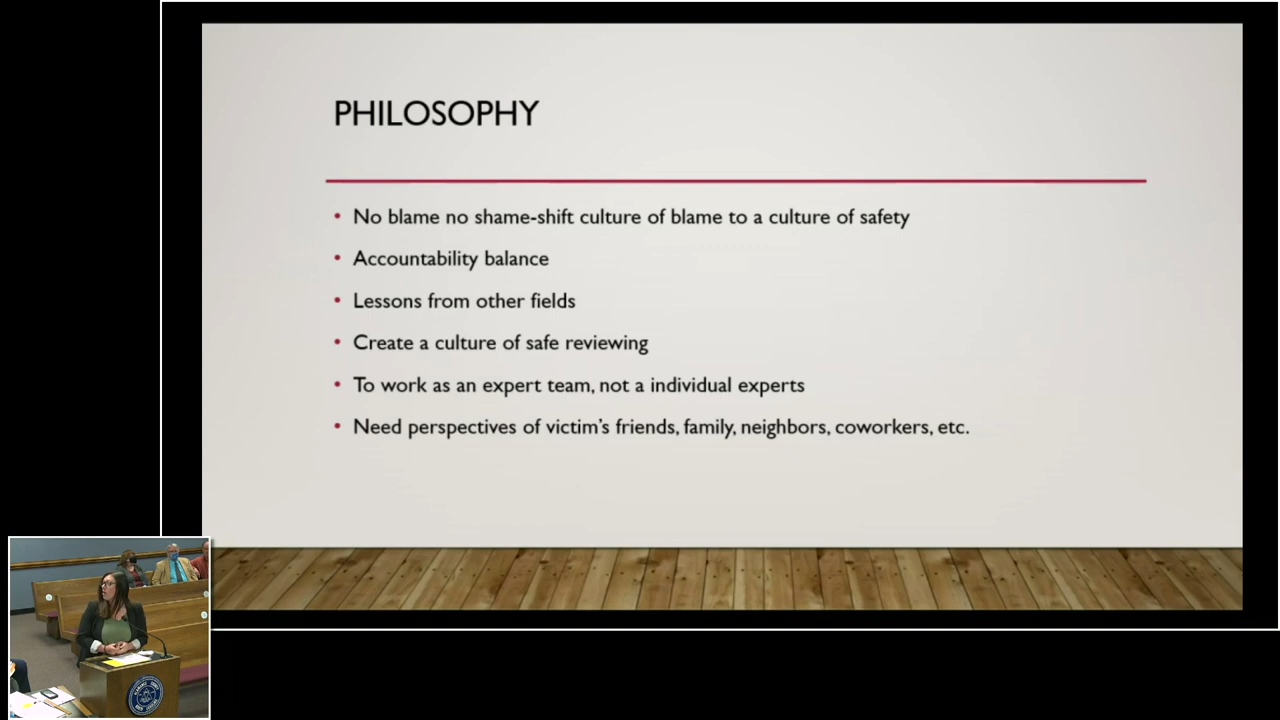 PHILOSOPHY
• No blame no shame-shift culture of blame to a culture of safety
• Accountability balance
• Lessons from other fields
• Create a culture of safe reviewing
• To work as an expert team, not a individual experts
• Need perspectives of victim's friends, family, neighbors, coworkers, etc.